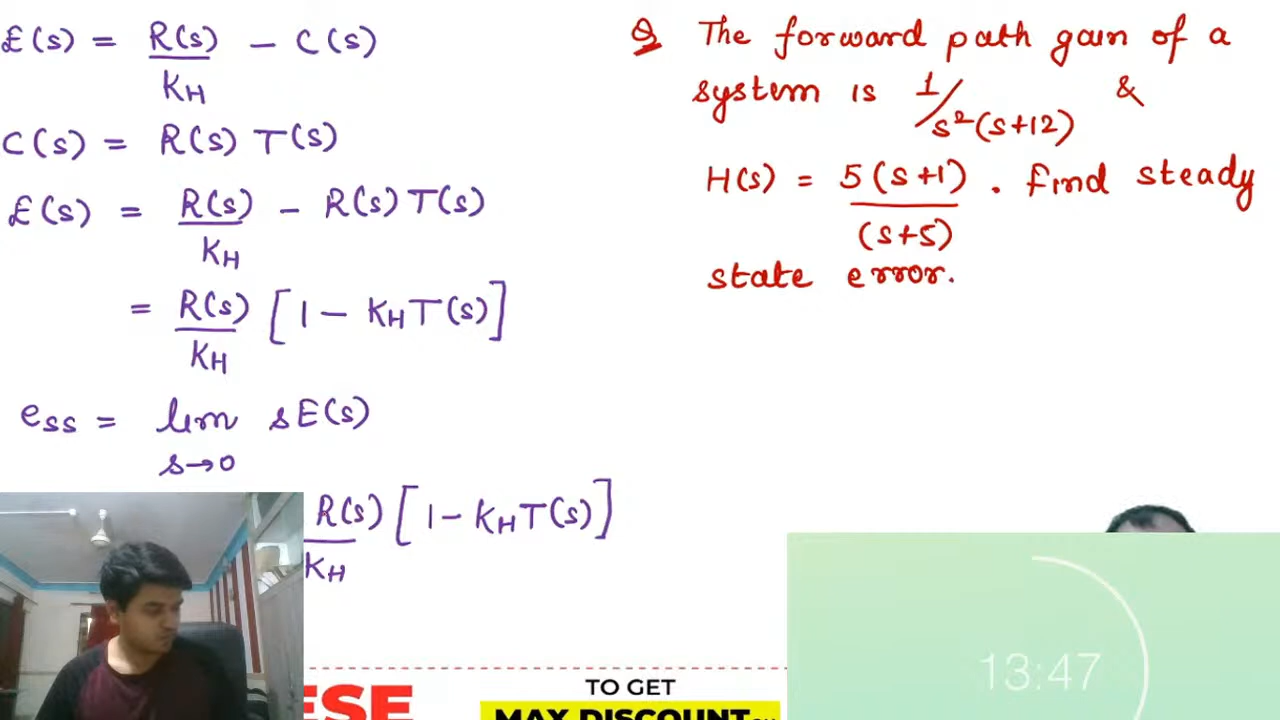 E(s) = R(s)/K_H − C(s)
C(s) = R(s) T(s)
E(s) = R(s)/K_H − R(s) T(s)
= R(s)/K_H [1 − K_H T(s)]
e_ss = lim s→0 sE(s)
R(s)/K_H [1 − K_H T(s)]
Q The forward path gain of a
system is 1/s²(s+12) &
H(s) = 5(s+1)/(s+5) . Find steady
state error.
13:47
ESE
TO GET
MAX DISCOUNT